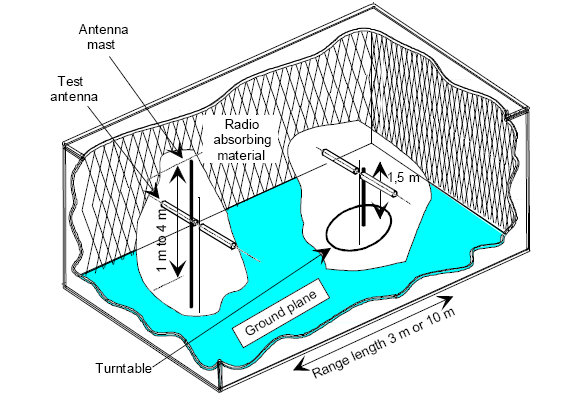 Antenna
mast
Test
antenna
Radio
absorbing
material
1,5 m
1 m to 4 m
Ground plane
Range length 3 m or 10 m
Turntable